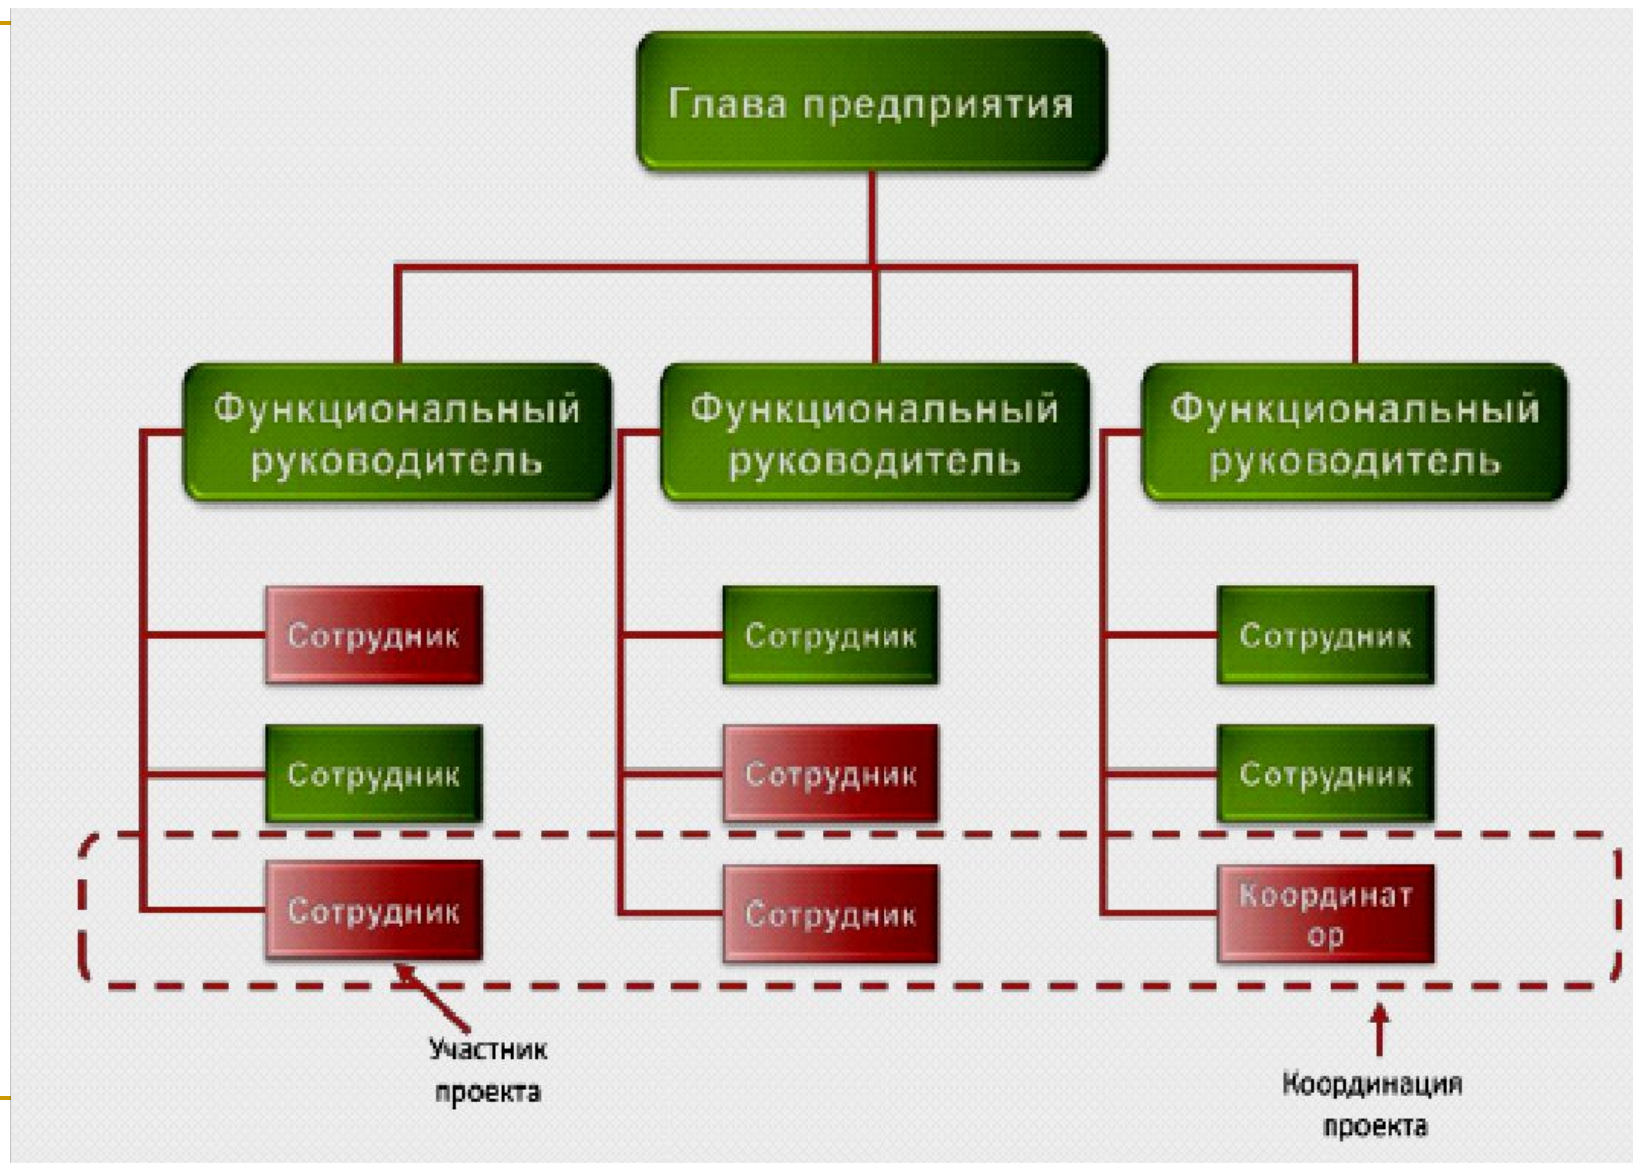 Глава предприятия
Функциональный
руководитель
Функциональный
руководитель
Функциональный
руководитель
Сотрудник
Сотрудник
Сотрудник
Сотрудник
Сотрудник
Сотрудник
Сотрудник
Сотрудник
Координат
ор
Участник
проекта
Координация
проекта